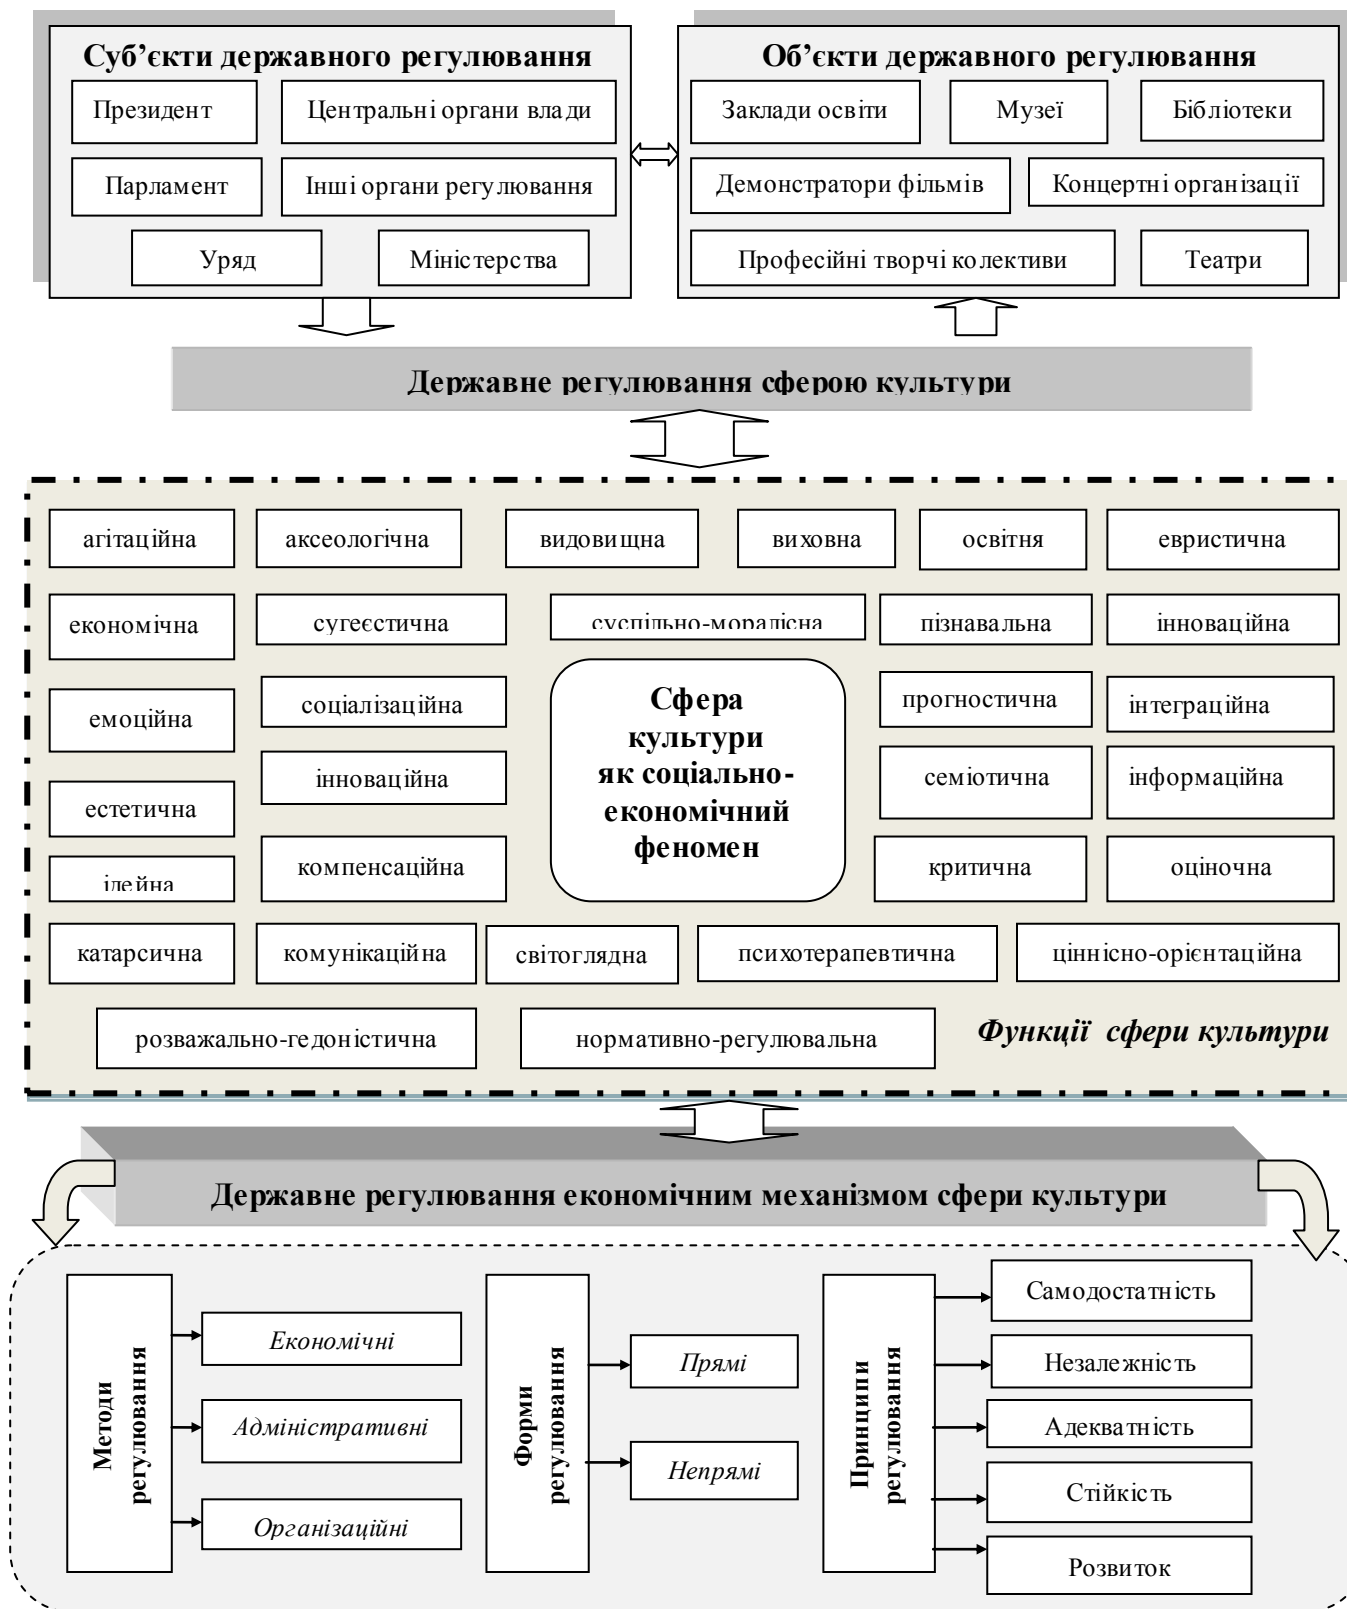 Суб’єкти державного регулювання
Президент
Центральні органи влади
Парламент
Інші органи регулювання
Уряд
Міністерства
Об’єкти державного регулювання
Заклади освіти
Музеї
Бібліотеки
Демонстратори фільмів
Концертні організації
Професійні творчі колективи
Театри
Державне регулювання сферою культури
агітаційна
аксеологічна
видовищна
виховна
освітня
евристична
економічна
сугеєстична
суспільно-моралісна
пізнавальна
інноваційна
емоційна
соціалізаційна
прогностична
інтеграційна
естетична
інноваційна
семіотична
інформаційна
ідейна
компенсаційна
критична
оціночна
Сфера
культури
як соціально-
економічний
феномен
катарсична
комунікаційна
світоглядна
психотерапевтична
ціннісно-орієнтаційна
розважально-гедоністична
нормативно-регулювальна
Функції сфери культури
Державне регулювання економічним механізмом сфери культури
Методи
регулювання
Економічні
Адміністративні
Організаційні
Форми
регулювання
Прямі
Непрямі
Принципи
регулювання
Самодостатність
Незалежність
Адекватність
Стійкість
Розвиток